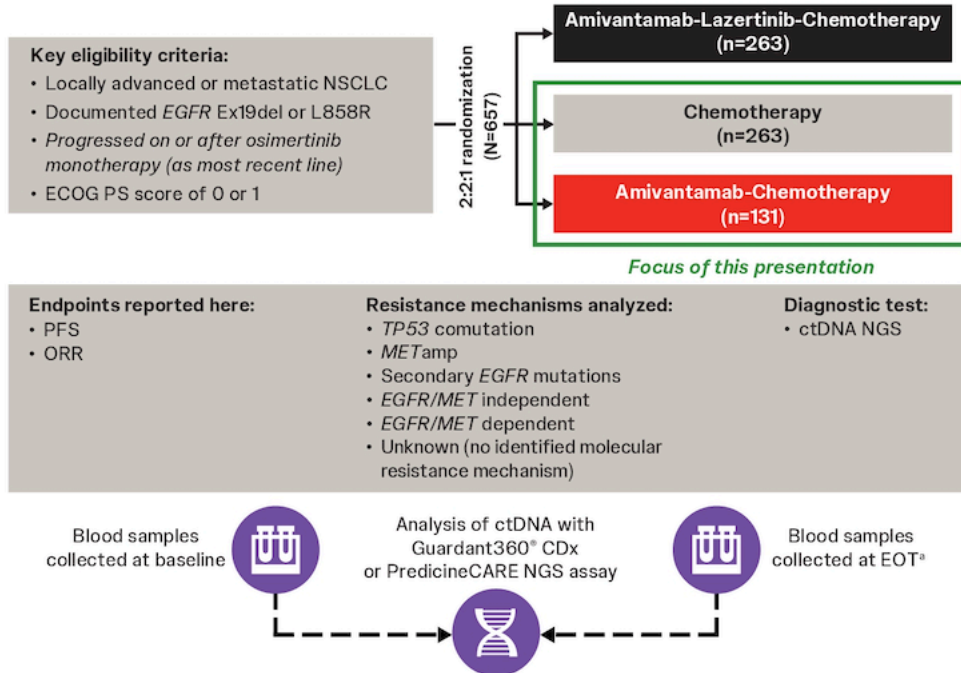 Key eligibility criteria:
• Locally advanced or metastatic NSCLC
• Documented EGFR Ex19del or L858R
• Progressed on or after osimertinib
monotherapy (as most recent line)
• ECOG PS score of 0 or 1
2:2:1 randomization
(N=657)
Amivantamab-Lazertinib-Chemotherapy
(n=263)
Chemotherapy
(n=263)
Amivantamab-Chemotherapy
(n=131)
Focus of this presentation
Endpoints reported here:
• PFS
• ORR
Resistance mechanisms analyzed:
• TP53 comutation
• METamp
• Secondary EGFR mutations
• EGFR/MET independent
• EGFR/MET dependent
• Unknown (no identified molecular
resistance mechanism)
Diagnostic test:
• ctDNA NGS
Blood samples
collected at baseline
Analysis of ctDNA with
Guardant360® CDx
or PredicineCARE NGS assay
Blood samples
collected at EOTᵃ